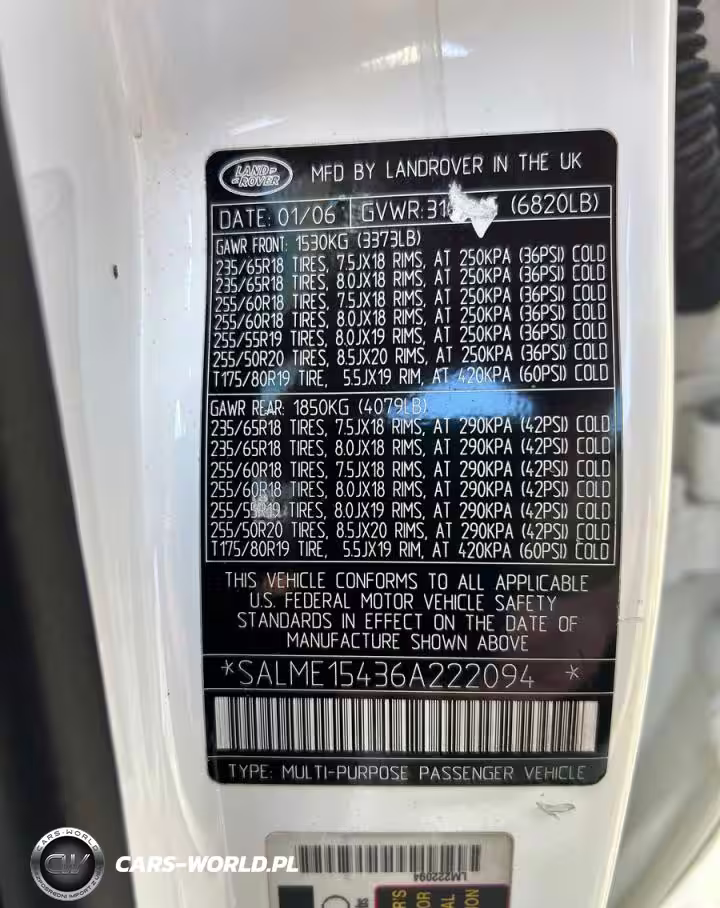 LAND-
-ROVER
MFD BY LANDROVER IN THE UK
DATE: 01/06 GVWR: (6820LB)
GAWR FRONT: 1530KG (3373LB)
235/65R18 TIRES, 7.5JX18 RIMS, AT 250KPA (36PSI) COLD
235/65R18 TIRES, 8.0JX18 RIMS, AT 250KPA (36PSI) COLD
255/60R18 TIRES, 7.5JX18 RIMS, AT 250KPA (36PSI) COLD
255/60R18 TIRES, 8.0JX18 RIMS, AT 250KPA (36PSI) COLD
255/55R19 TIRES, 8.0JX19 RIMS, AT 250KPA (36PSI) COLD
255/50R20 TIRES, 8.5JX20 RIMS, AT 250KPA (36PSI) COLD
T175/80R19 TIRE, 5.5JX19 RIM, AT 420KPA (60PSI) COLD
GAWR REAR: 1850KG (4079LB)
235/65R18 TIRES, 7.5JX18 RIMS, AT 290KPA (42PSI) COLD
235/65R18 TIRES, 8.0JX18 RIMS, AT 290KPA (42PSI) COLD
255/60R18 TIRES, 7.5JX18 RIMS, AT 290KPA (42PSI) COLD
255/60R18 TIRES, 8.0JX18 RIMS, AT 290KPA (42PSI) COLD
255/55R19 TIRES, 8.0JX19 RIMS, AT 290KPA (42PSI) COLD
255/50R20 TIRES, 8.5JX20 RIMS, AT 290KPA (42PSI) COLD
T175/80R19 TIRE, 5.5JX19 RIM, AT 420KPA (60PSI) COLD
THIS VEHICLE CONFORMS TO ALL APPLICABLE
U.S. FEDERAL MOTOR VEHICLE SAFETY
STANDARDS IN EFFECT ON THE DATE OF
MANUFACTURE SHOWN ABOVE
*SALME15436A222094 *
TYPE: MULTI-PURPOSE PASSENGER VEHICLE
LM222094
CARS-WORLD
CW
CARS-WORLD.PL